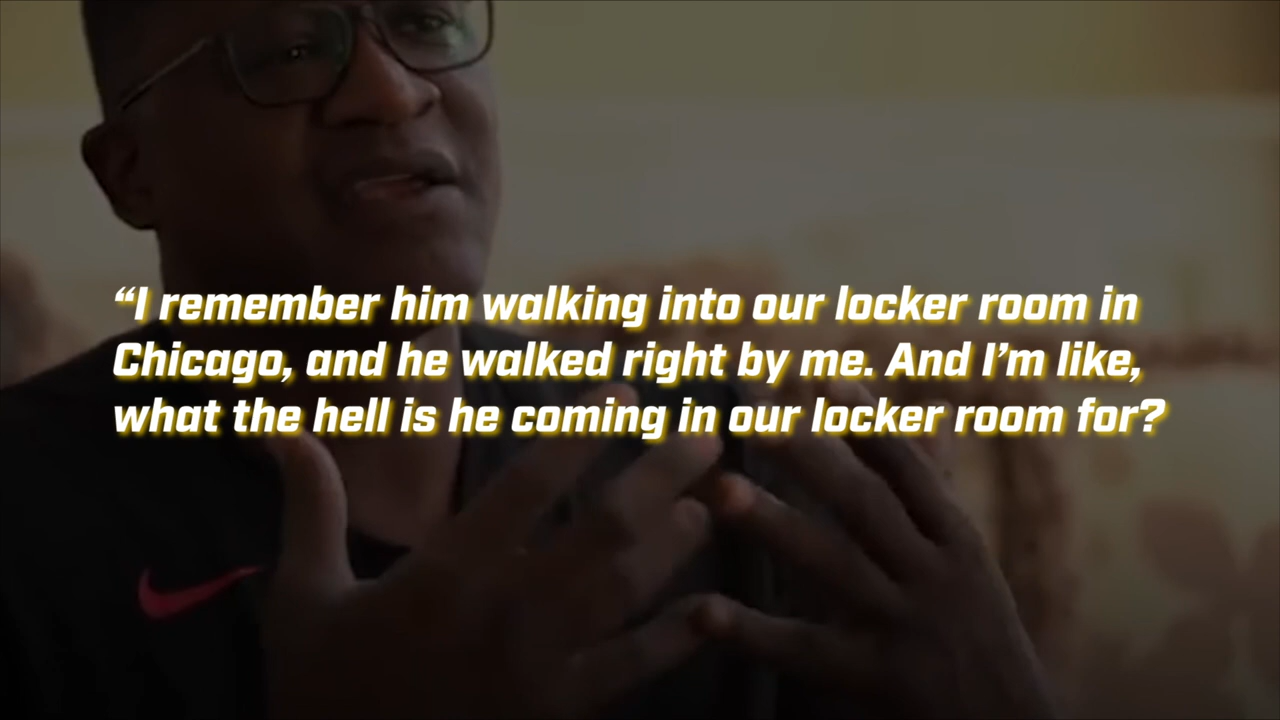 “I remember him walking into our locker room in
Chicago, and he walked right by me. And I’m like,
what the hell is he coming in our locker room for?